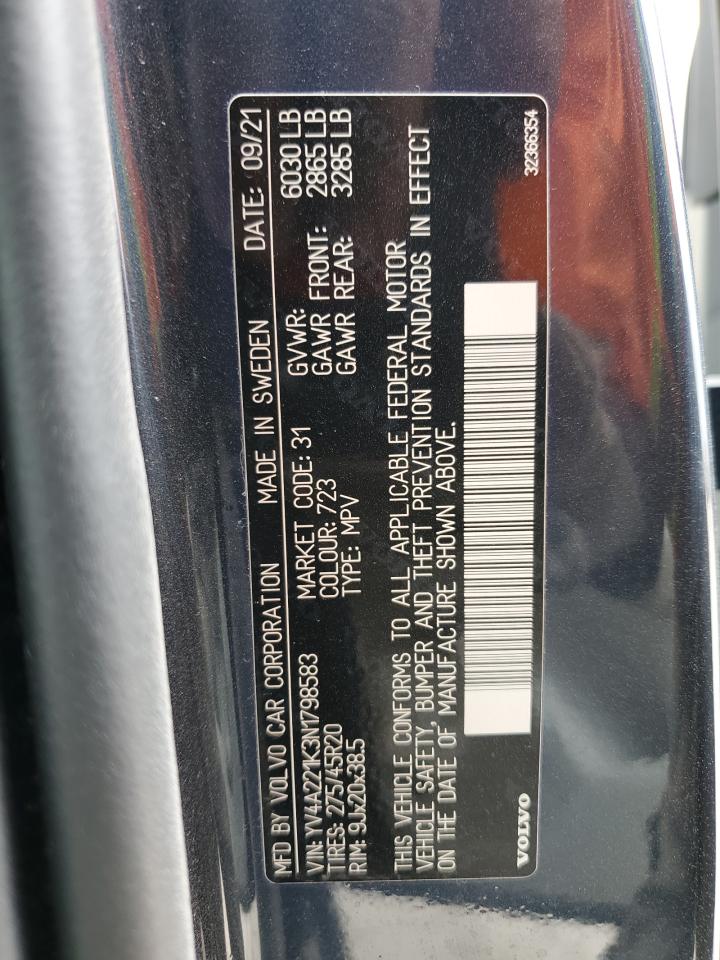 MFD BY VOLVO CAR CORPORATION MADE IN SWEDEN DATE: 09/21
VIN: YV4A221K3N1798583 MARKET CODE: 31 GVWR: 6030 LB
TIRES: 275/45R20 COLOUR: 723 GAWR FRONT: 2865 LB
RIM: 9Jx20x38.5 TYPE: MPV GAWR REAR: 3285 LB
THIS VEHICLE CONFORMS TO ALL APPLICABLE FEDERAL MOTOR
VEHICLE SAFETY, BUMPER AND THEFT PREVENTION STANDARDS IN EFFECT
ON THE DATE OF MANUFACTURE SHOWN ABOVE.
VOLVO 32366354